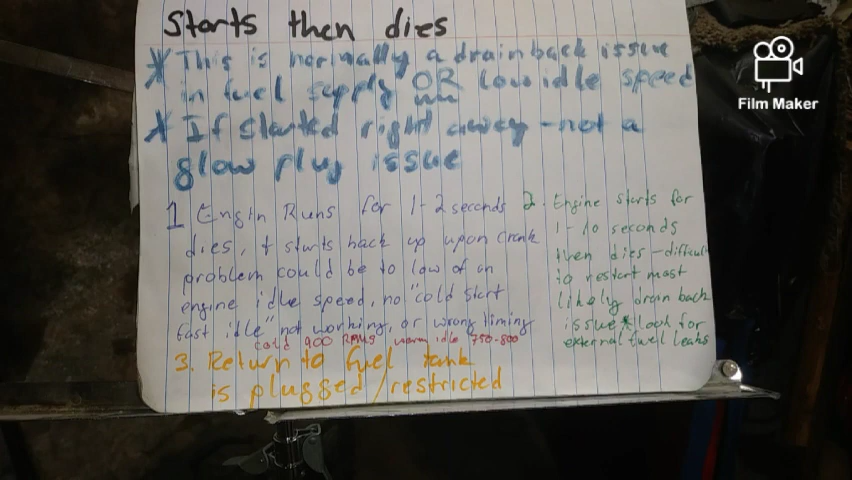 Starts then dies
* This is normally a drain back issue
in fuel supply OR low idle speed
* If started right away - not a
glow plug issue
1 Engin Runs for 1-2 seconds
dies, & starts back up upon crank
problem could be to low of an
engine idle speed, no "cold start
fast idle" not working, or wrong timing
cold 900 RPMS warm idle 750-800
2. Engine starts for
1-10 seconds
then dies - difficult
to restart most
likely drain back
issue * look for
external fuel leaks
3. Return to fuel tank
is plugged/restricted
Film Maker